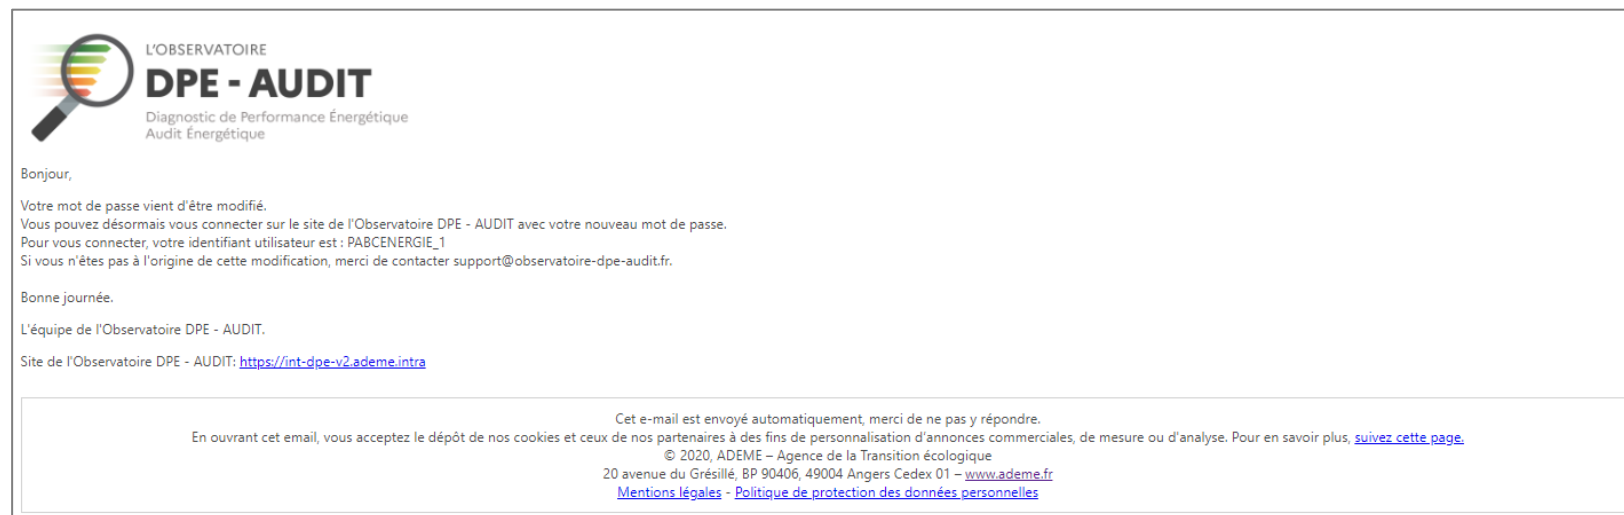 L'OBSERVATOIRE
DPE - AUDIT
Diagnostic de Performance Énergétique
Audit Énergétique
Bonjour,
Votre mot de passe vient d'être modifié.
Vous pouvez désormais vous connecter sur le site de l'Observatoire DPE - AUDIT avec votre nouveau mot de passe.
Pour vous connecter, votre identifiant utilisateur est : PABCENERGIE_1
Si vous n'êtes pas à l'origine de cette modification, merci de contacter support@observatoire-dpe-audit.fr.
Bonne journée.
L'équipe de l'Observatoire DPE - AUDIT.
Site de l'Observatoire DPE - AUDIT: https://int-dpe-v2.ademe.intra
Cet e-mail est envoyé automatiquement, merci de ne pas y répondre.
En ouvrant cet email, vous acceptez le dépôt de nos cookies et ceux de nos partenaires à des fins de personnalisation d'annonces commerciales, de mesure ou d'analyse. Pour en savoir plus, suivez cette page.
© 2020, ADEME – Agence de la Transition écologique
20 avenue du Grésillé, BP 90406, 49004 Angers Cedex 01 – www.ademe.fr
Mentions légales - Politique de protection des données personnelles